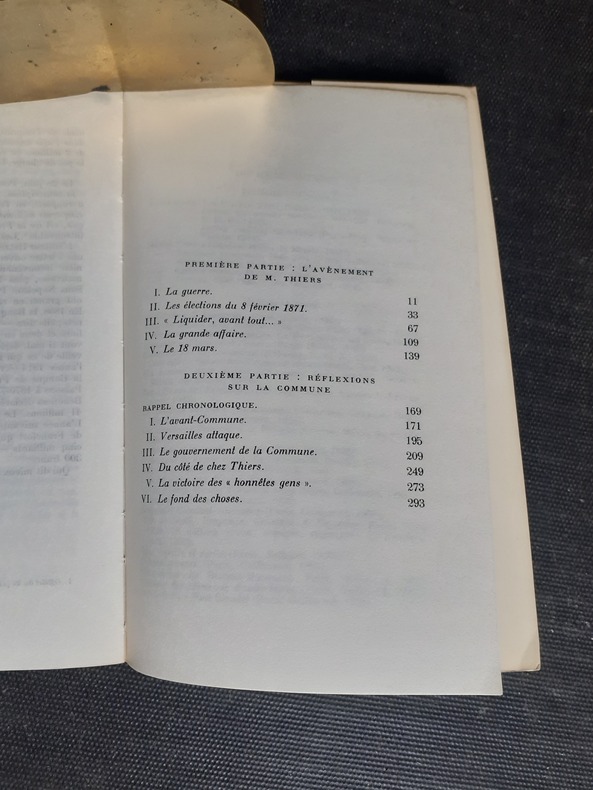 PREMIÈRE PARTIE : L'AVÈNEMENT
DE M. THIERS
I. La guerre. 11
II. Les élections du 8 février 1871. 33
III. « Liquider, avant tout... » 67
IV. La grande affaire. 109
V. Le 18 mars. 139
DEUXIÈME PARTIE : RÉFLEXIONS
SUR LA COMMUNE
RAPPEL CHRONOLOGIQUE. 169
I. L'avant-Commune. 171
II. Versailles attaque. 195
III. Le gouvernement de la Commune. 209
IV. Du côté de chez Thiers. 249
V. La victoire des « honnêtes gens ». 273
VI. Le fond des choses. 293